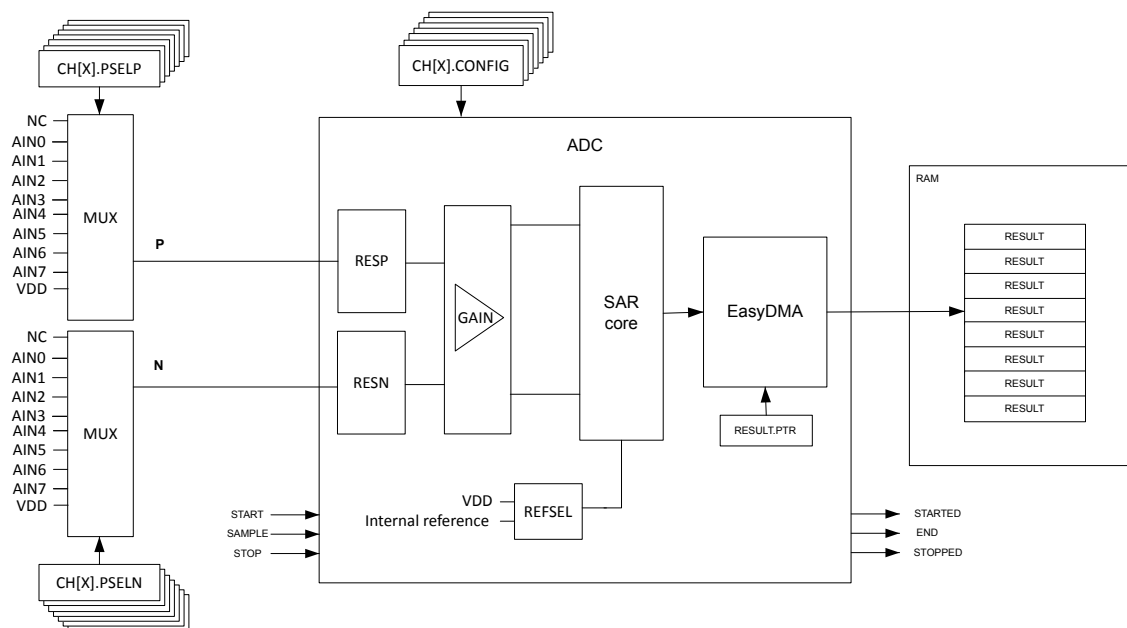 CH[X].PSELP
CH[X].CONFIG
NC
AIN0
AIN1
AIN2
AIN3
AIN4
AIN5
AIN6
AIN7
VDD
MUX
P
NC
AIN0
AIN1
AIN2
AIN3
AIN4
AIN5
AIN6
AIN7
VDD
MUX
N
CH[X].PSELN
ADC
RESP
RESN
GAIN
SAR
core
EasyDMA
RESULT.PTR
VDD
Internal reference
REFSEL
START
SAMPLE
STOP
STARTED
END
STOPPED
RAM
RESULT
RESULT
RESULT
RESULT
RESULT
RESULT
RESULT
RESULT